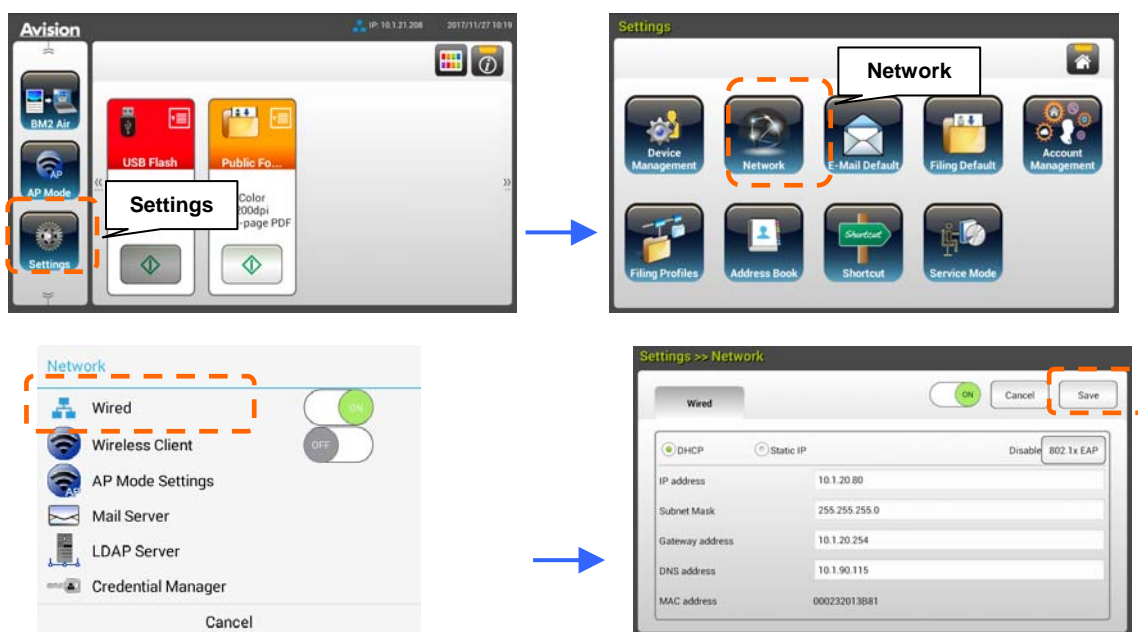 Avision
IP: 10.1.21.208 2017/11/27 10:19
BM2 Air
AP
AP Mode
Settings
USB Flash
Public Fo...
Settings
Color
200dpi
-page PDF
Settings
Network
Device Management
Network
E-Mail Default
Filing Default
Account Management
Filing Profiles
Address Book
Shortcut
Shortcut
Service Mode
Network
Wired ON
Wireless Client OFF
AP Mode Settings
AP
Mail Server
LDAP Server
Credential Manager
Cancel
Settings >> Network
Wired ON Cancel Save
DHCP Static IP Disable 802.1x EAP
IP address 10.1.20.80
Subnet Mask 255.255.255.0
Gateway address 10.1.20.254
DNS address 10.1.90.115
MAC address 000232013B81